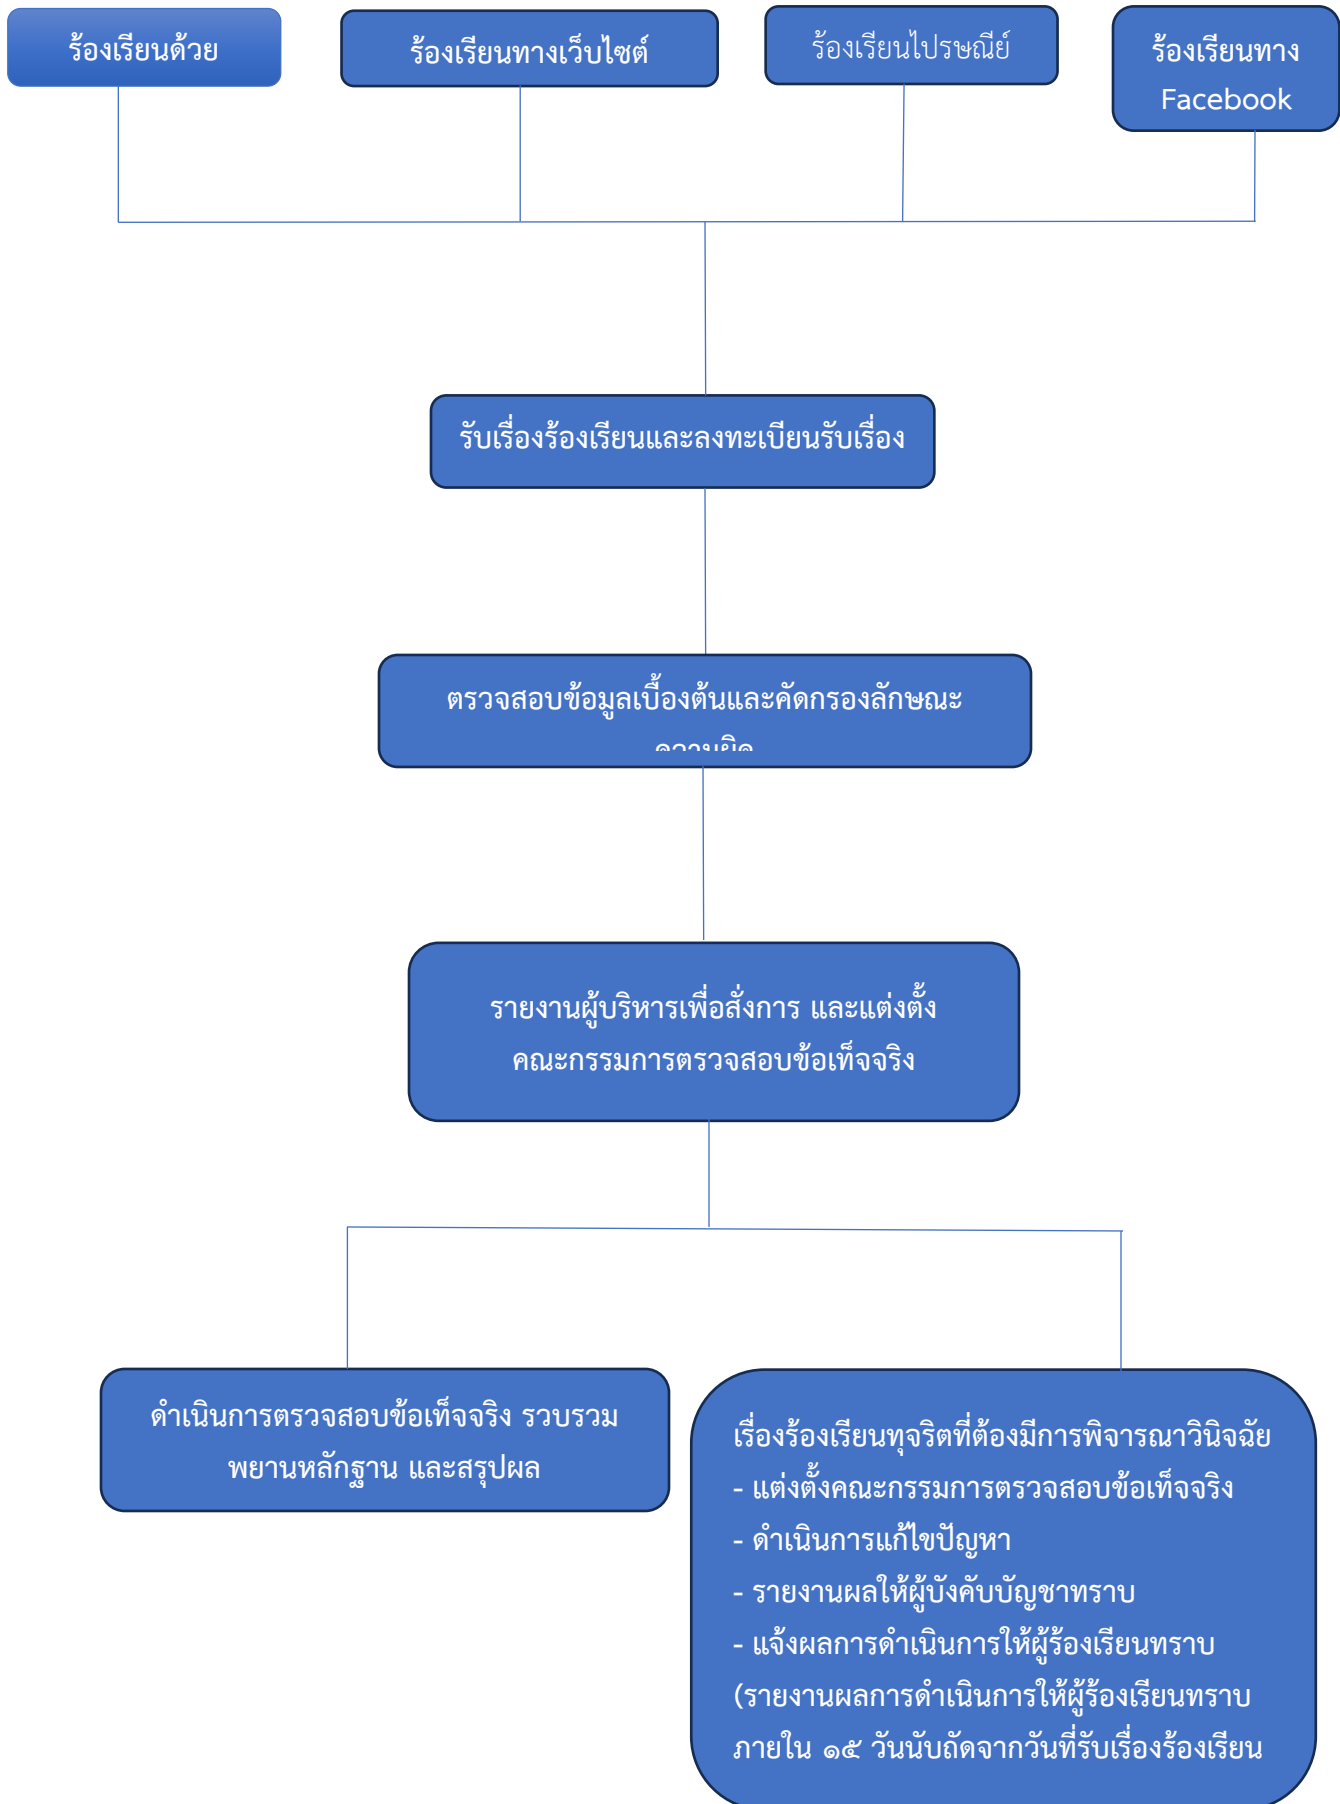 ร้องเรียนด้วย
ร้องเรียนทางเว็บไซต์
ร้องเรียนไปรษณีย์
ร้องเรียนทาง
Facebook
รับเรื่องร้องเรียนและลงทะเบียนรับเรื่อง
ตรวจสอบข้อมูลเบื้องต้นและคัดกรองลักษณะ
ความผิด
รายงานผู้บริหารเพื่อสั่งการ และแต่งตั้ง
คณะกรรมการตรวจสอบข้อเท็จจริง
ดำเนินการตรวจสอบข้อเท็จจริง รวบรวม
พยานหลักฐาน และสรุปผล
เรื่องร้องเรียนทุจริตที่ต้องมีการพิจารณาวินิจฉัย
- แต่งตั้งคณะกรรมการตรวจสอบข้อเท็จจริง
- ดำเนินการแก้ไขปัญหา
- รายงานผลให้ผู้บังคับบัญชาทราบ
- แจ้งผลการดำเนินการให้ผู้ร้องเรียนทราบ
(รายงานผลการดำเนินการให้ผู้ร้องเรียนทราบ
ภายใน ๑๕ วันนับถัดจากวันที่รับเรื่องร้องเรียน